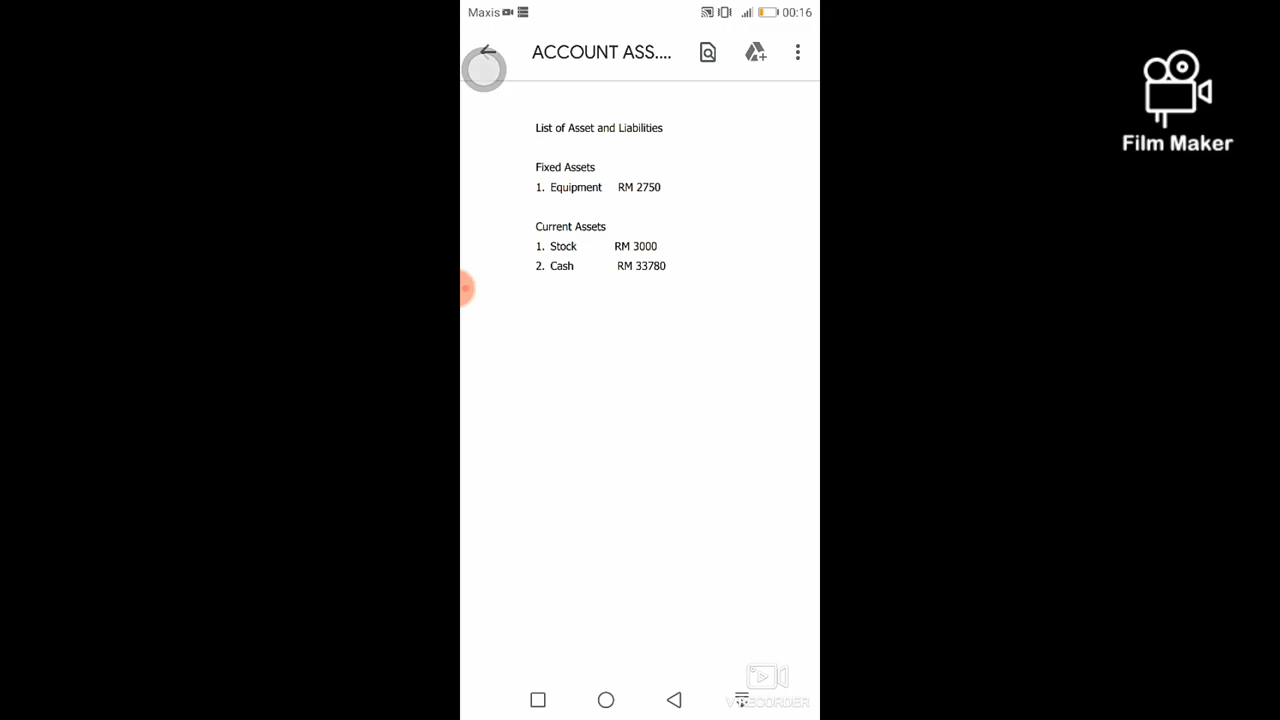 Maxis 00:16
ACCOUNT ASS....
Film Maker
List of Asset and Liabilities
Fixed Assets
1. Equipment RM 2750
Current Assets
1. Stock RM 3000
2. Cash RM 33780